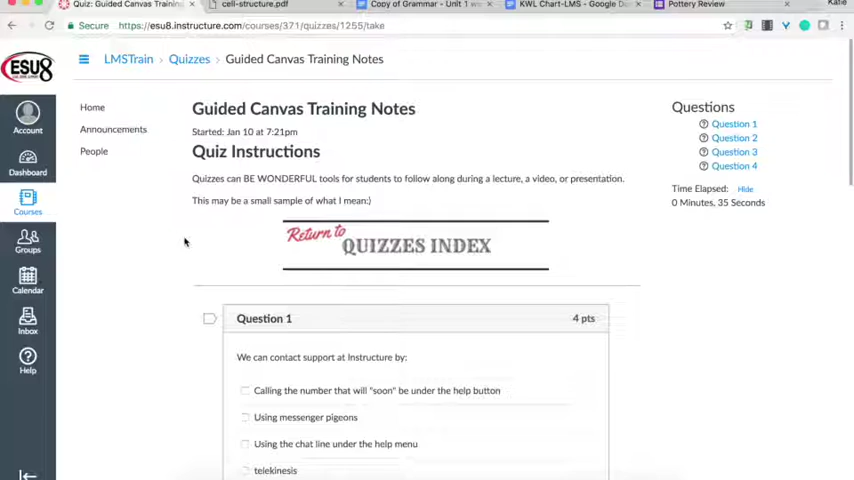 Quiz: Guided Canvas Training
cell-structure.pdf
Copy of Grammar - Unit 1 w
KWL Chart-LMS - Google Do
Pottery Review
Katie
Secure https://esu8.instructure.com/courses/371/quizzes/1255/take
ESU8
LMSTrain > Quizzes > Guided Canvas Training Notes
Account
Dashboard
Courses
Groups
Calendar
Inbox
Help
Home
Announcements
People
Guided Canvas Training Notes
Started: Jan 10 at 7:21pm
Quiz Instructions
Quizzes can BE WONDERFUL tools for students to follow along during a lecture, a video, or presentation.
This may be a small sample of what I mean:)
Return to QUIZZES INDEX
Question 1 4 pts
We can contact support at Instructure by:
Calling the number that will "soon" be under the help button
Using messenger pigeons
Using the chat line under the help menu
telekinesis
Questions
Question 1
Question 2
Question 3
Question 4
Time Elapsed: Hide
0 Minutes, 35 Seconds